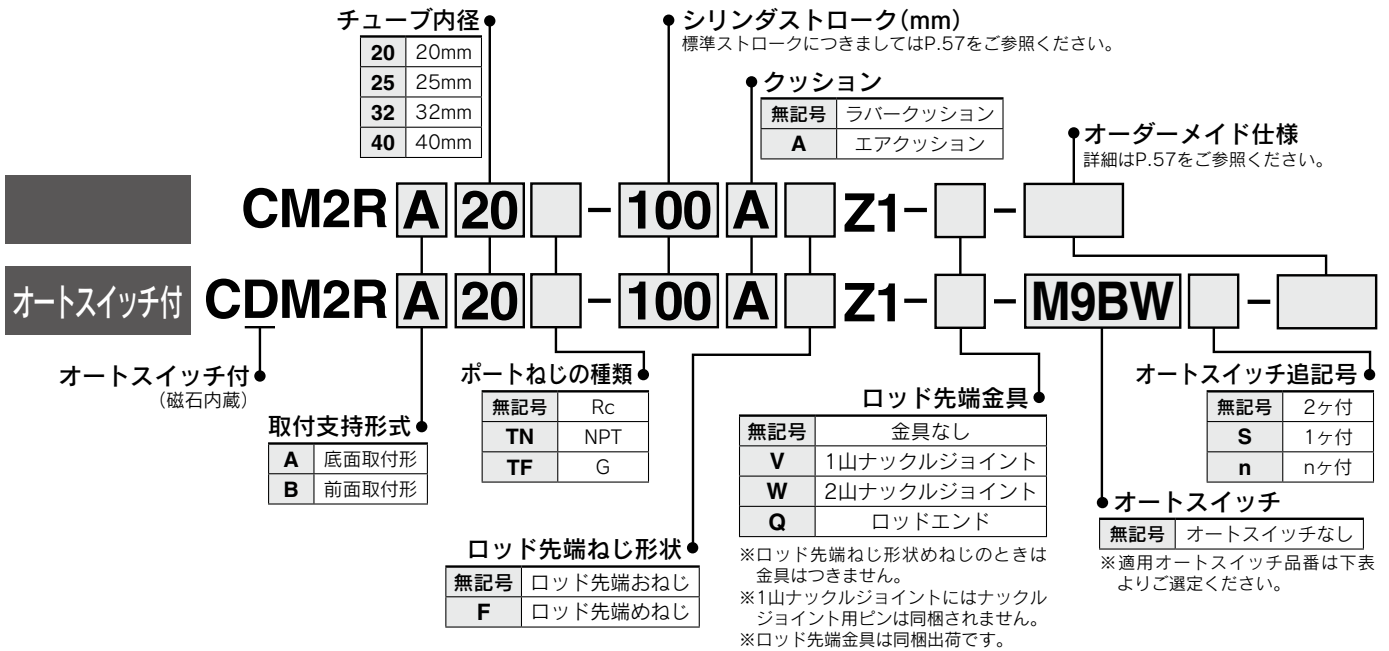 チューブ内径
20 20mm
25 25mm
32 32mm
40 40mm
シリンダストローク(mm)
標準ストロークにつきましてはP.57をご参照ください。
クッション
無記号 ラバークッション
A エアクッション
オーダーメイド仕様
詳細はP.57をご参照ください。
CM2R A 20 - 100 A Z1- -
オートスイッチ付 CDM2R A 20 - 100 A Z1- - M9BW -
オートスイッチ付
(磁石内蔵)
取付支持形式
A 底面取付形
B 前面取付形
ポートねじの種類
無記号 Rc
TN NPT
TF G
ロッド先端ねじ形状
無記号 ロッド先端おねじ
F ロッド先端めねじ
ロッド先端金具
無記号 金具なし
V 1山ナックルジョイント
W 2山ナックルジョイント
Q ロッドエンド
※ロッド先端ねじ形状めねじのときは
金具はつきません。
※1山ナックルジョイントにはナックル
ジョイント用ピンは同梱されません。
※ロッド先端金具は同梱出荷です。
オートスイッチ追記号
無記号 2ヶ付
S 1ヶ付
n nヶ付
オートスイッチ
無記号 オートスイッチなし
※適用オートスイッチ品番は下表
よりご選定ください。